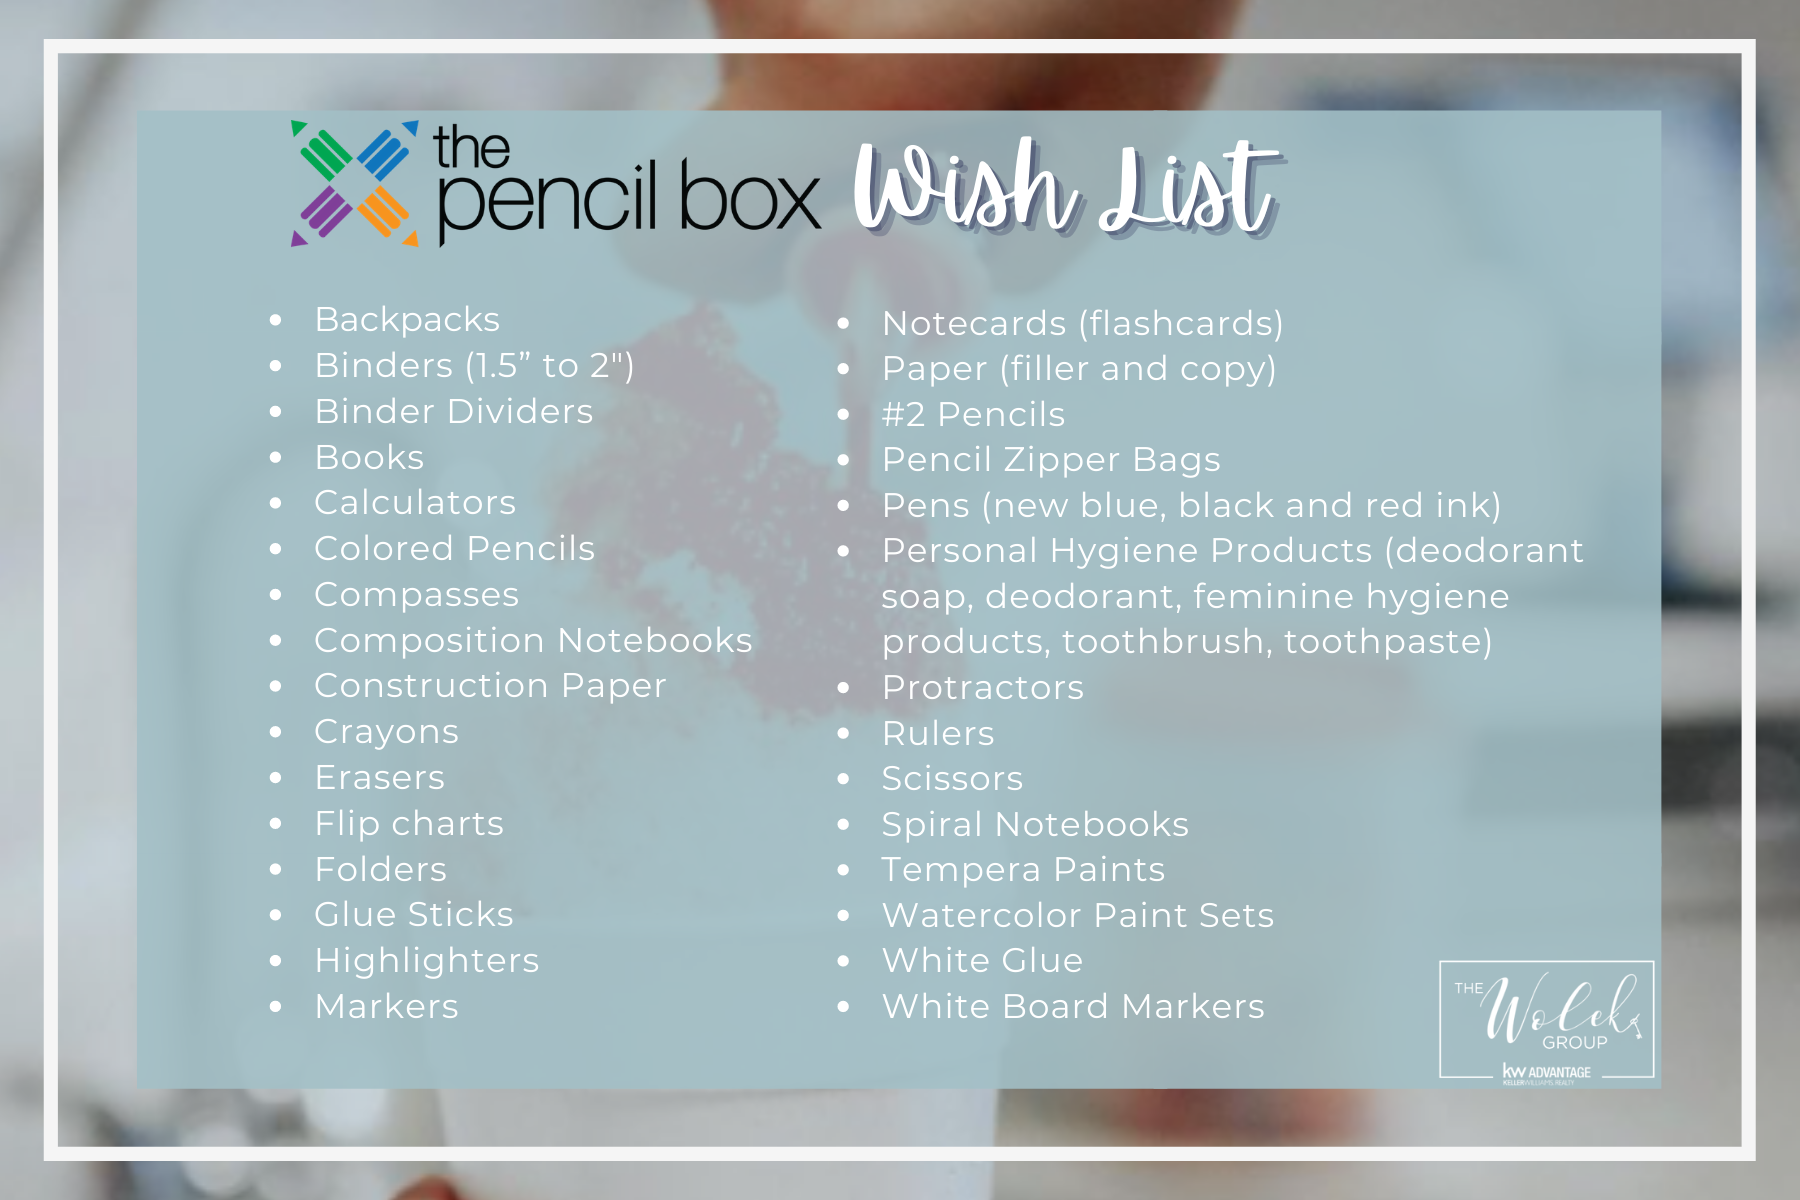 the
pencil box
Wish List
• Backpacks
• Binders (1.5” to 2")
• Binder Dividers
• Books
• Calculators
• Colored Pencils
• Compasses
• Composition Notebooks
• Construction Paper
• Crayons
• Erasers
• Flip charts
• Folders
• Glue Sticks
• Highlighters
• Markers
• Notecards (flashcards)
• Paper (filler and copy)
• #2 Pencils
• Pencil Zipper Bags
• Pens (new blue, black and red ink)
• Personal Hygiene Products (deodorant
soap, deodorant, feminine hygiene
products, toothbrush, toothpaste)
• Protractors
• Rulers
• Scissors
• Spiral Notebooks
• Tempera Paints
• Watercolor Paint Sets
• White Glue
• White Board Markers
THE
Wolek
GROUP
kw ADVANTAGE
KELLERWILLIAMS REALTY